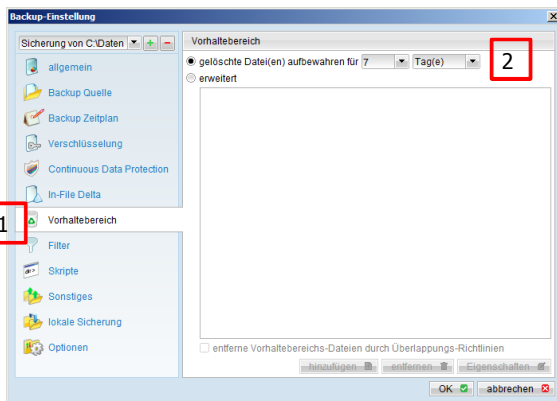 Backup-Einstellung
Sicherung von C:\Daten
allgemein
Backup Quelle
Backup Zeitplan
Verschlüsselung
Continuous Data Protection
In-File Delta
1
Vorhaltebereich
Filter
Skripte
Sonstiges
lokale Sicherung
Optionen
Vorhaltebereich
gelöschte Datei(en) aufbewahren für 7 Tag(e)
2
erweitert
entferne Vorhaltebereichs-Dateien durch Überlappungs-Richtlinien
hinzufügen entfernen Eigenschaften
OK abbrechen